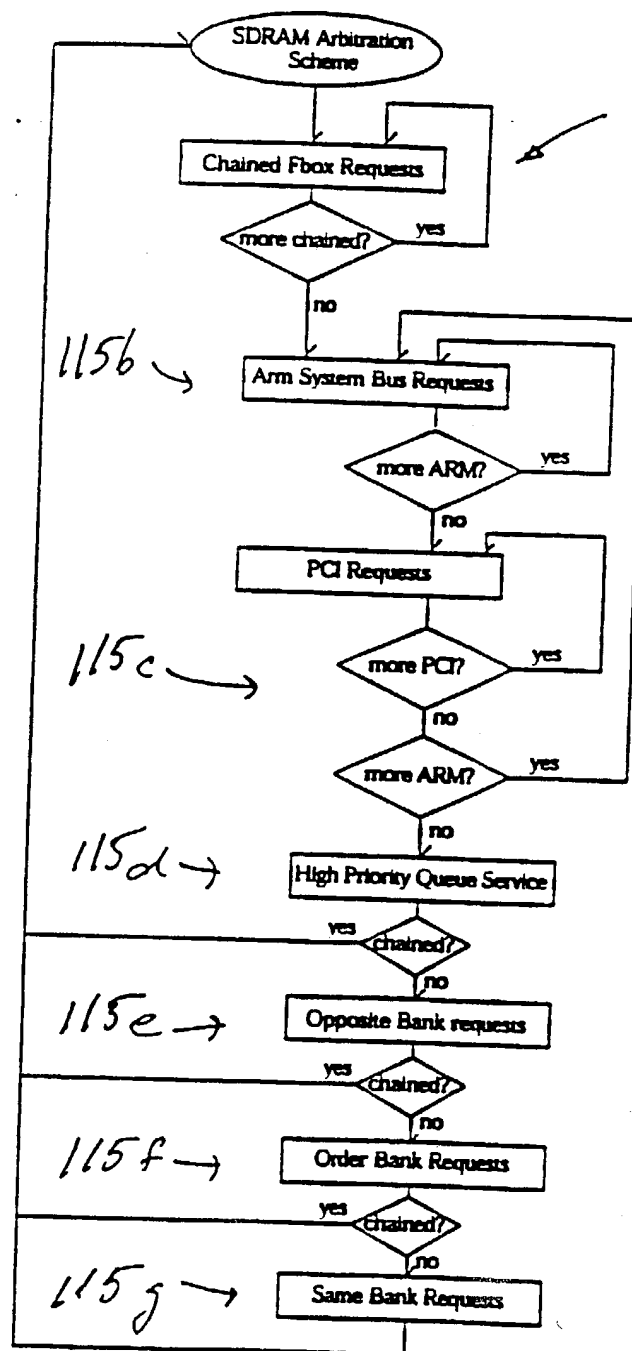 SDRAM Arbitration
Scheme
Chained Fbox Requests
more chained?
yes
no
115b
Arm System Bus Requests
more ARM?
yes
no
PCI Requests
115c
more PCI?
yes
no
more ARM?
yes
no
115d
High Priority Queue Service
yes
chained?
no
115e
Opposite Bank requests
yes
chained?
no
115f
Order Bank Requests
yes
chained?
no
115g
Same Bank Requests